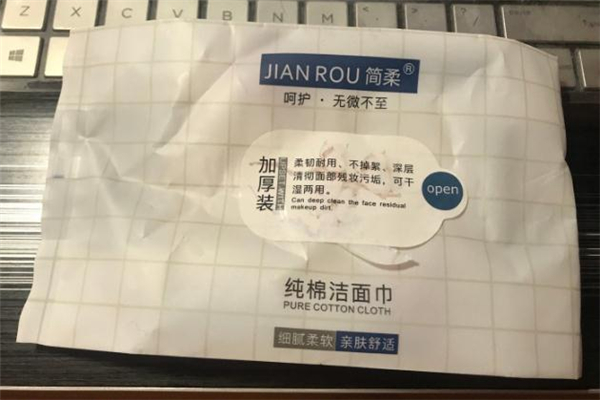 JIAN ROU 简柔®
呵护 · 无微不至
加厚装
柔韧耐用、不掉絮、深层
清彻面部残妆污垢，可干
湿两用。
Can deep clean the face residual
makeup dirt.
open
纯棉洁面巾
PURE COTTON CLOTH
细腻柔软 亲肤舒适